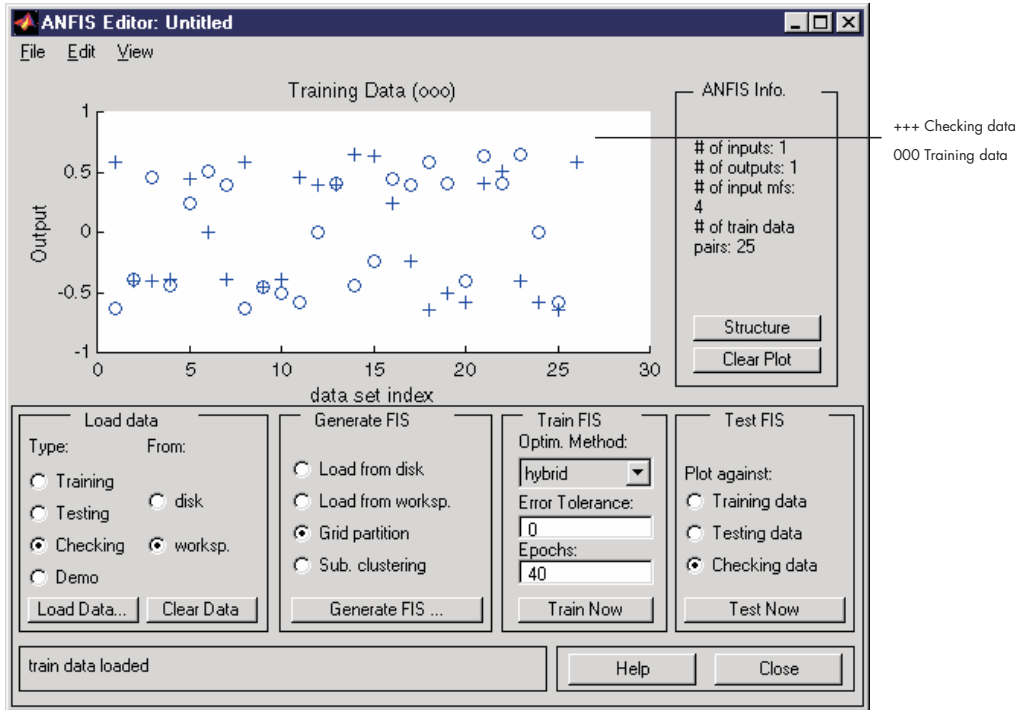 ANFIS Editor: Untitled
File Edit View
Training Data (ooo)
Output
1
0.5
0
-0.5
-1
0 5 10 15 20 25 30
data set index
ANFIS Info.
# of inputs: 1
# of outputs: 1
# of input mfs:
4
# of train data
pairs: 25
Structure
Clear Plot
+++ Checking data
000 Training data
Load data
Type: From:
Training
Testing
Checking
Demo
disk
worksp.
Load Data... Clear Data
Generate FIS
Load from disk
Load from worksp.
Grid partition
Sub. clustering
Generate FIS ...
Train FIS
Optim. Method:
hybrid
Error Tolerance:
0
Epochs:
40
Train Now
Test FIS
Plot against:
Training data
Testing data
Checking data
Test Now
train data loaded
Help Close